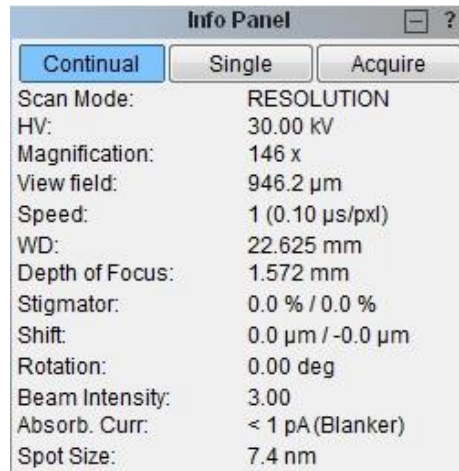 Info Panel – ?
Continual Single Acquire
Scan Mode: RESOLUTION
HV: 30.00 kV
Magnification: 146 x
View field: 946.2 µm
Speed: 1 (0.10 µs/pxl)
WD: 22.625 mm
Depth of Focus: 1.572 mm
Stigmator: 0.0 % / 0.0 %
Shift: 0.0 µm / -0.0 µm
Rotation: 0.00 deg
Beam Intensity: 3.00
Absorb. Curr: < 1 pA (Blanker)
Spot Size: 7.4 nm